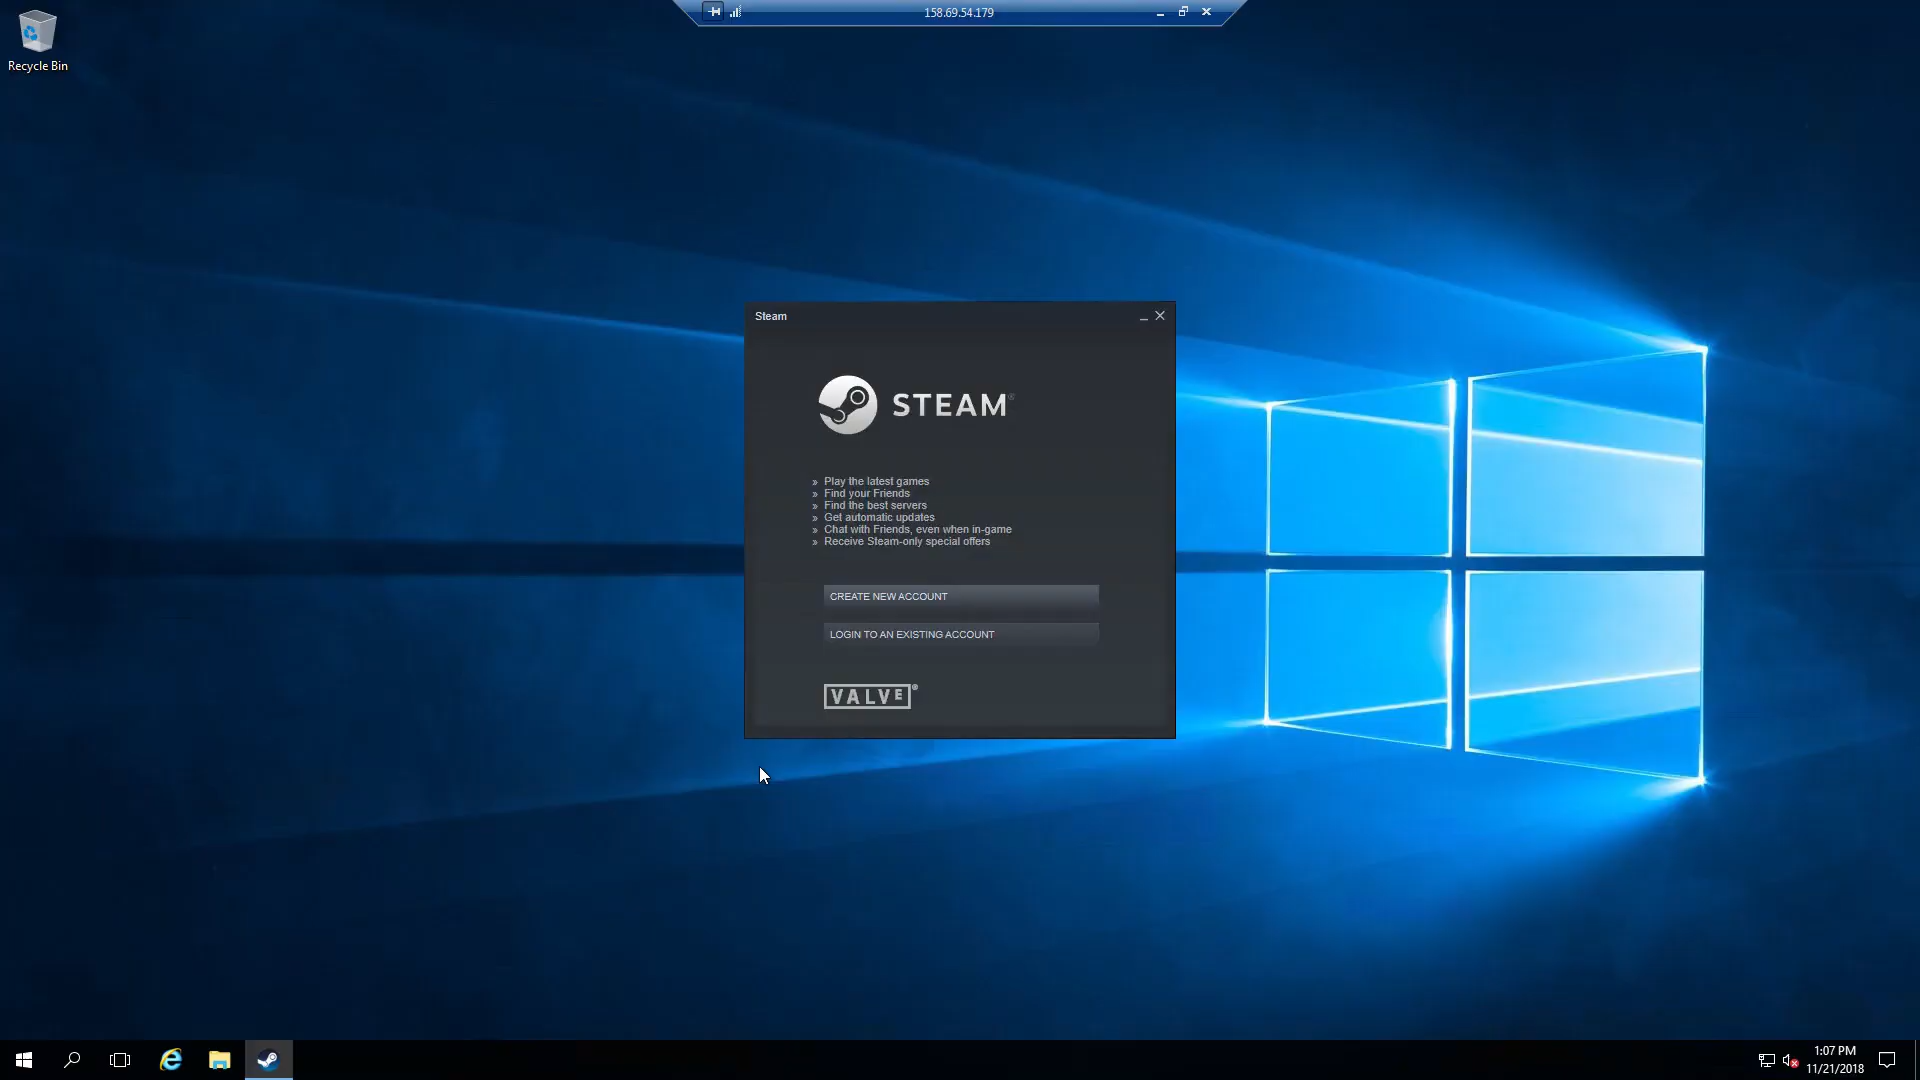 158.69.54.179
Recycle Bin
Steam
STEAM®
» Play the latest games
» Find your Friends
» Find the best servers
» Get automatic updates
» Chat with Friends, even when in-game
» Receive Steam-only special offers
CREATE NEW ACCOUNT
LOGIN TO AN EXISTING ACCOUNT
VALVE®
1:07 PM
11/21/2018